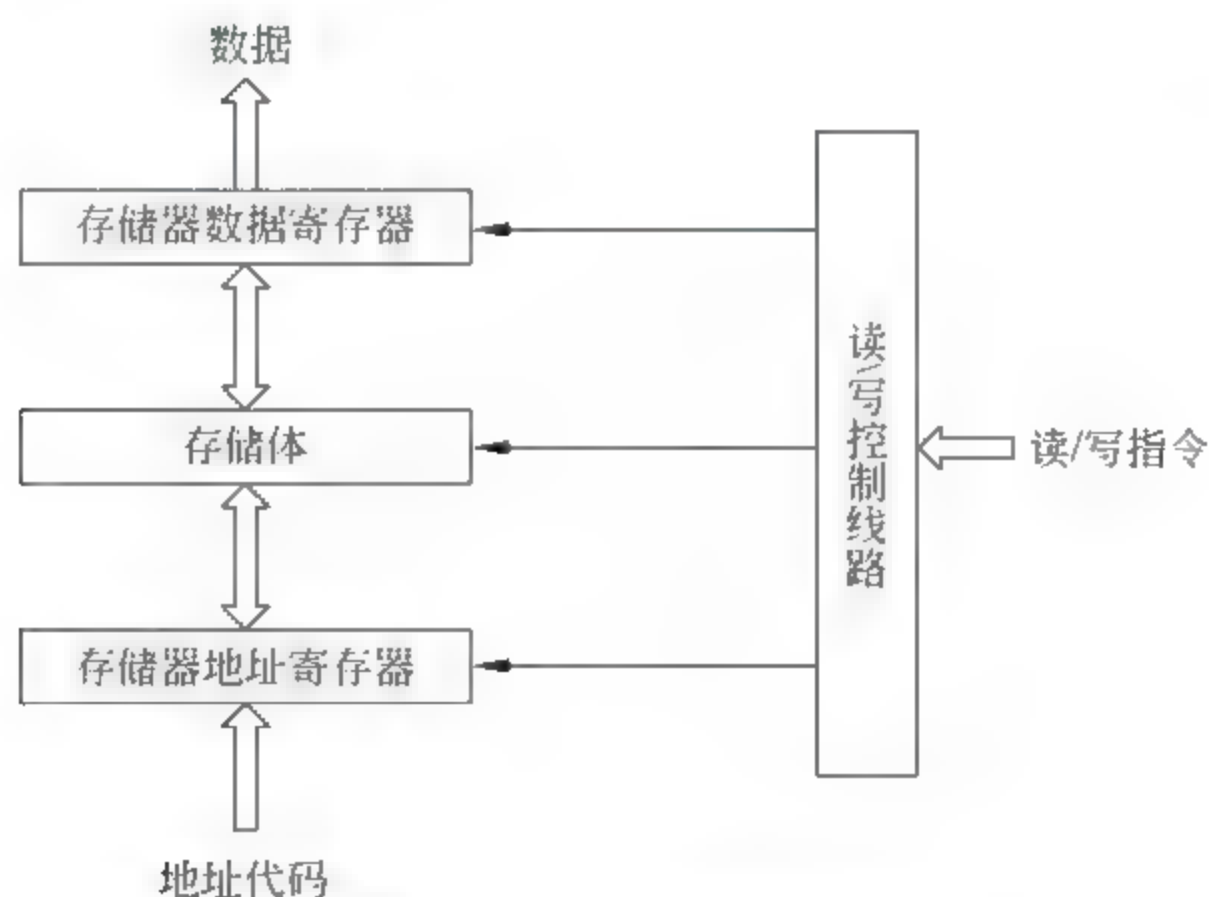 数据
存储器数据寄存器
存储体
存储器地址寄存器
地址代码
读/写控制线路
读/写指令